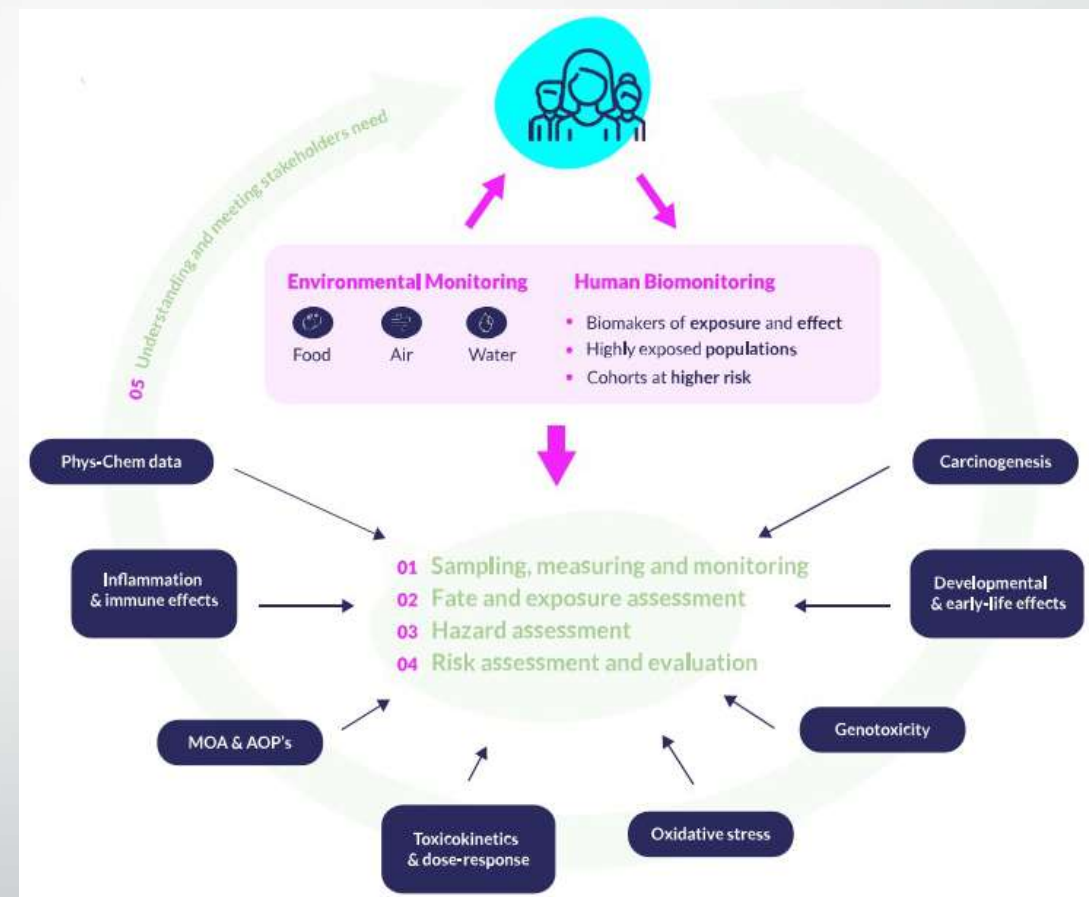 05 Understanding and meeting stakeholders need
Environmental Monitoring
Food
Air
Water
Human Biomonitoring
• Biomakers of exposure and effect
• Highly exposed populations
• Cohorts at higher risk
Phys-Chem data
Carcinogenesis
Inflammation
& immune effects
01 Sampling, measuring and monitoring
02 Fate and exposure assessment
03 Hazard assessment
04 Risk assessment and evaluation
Developmental
& early-life effects
MOA & AOP's
Genotoxicity
Toxicokinetics
& dose-response
Oxidative stress